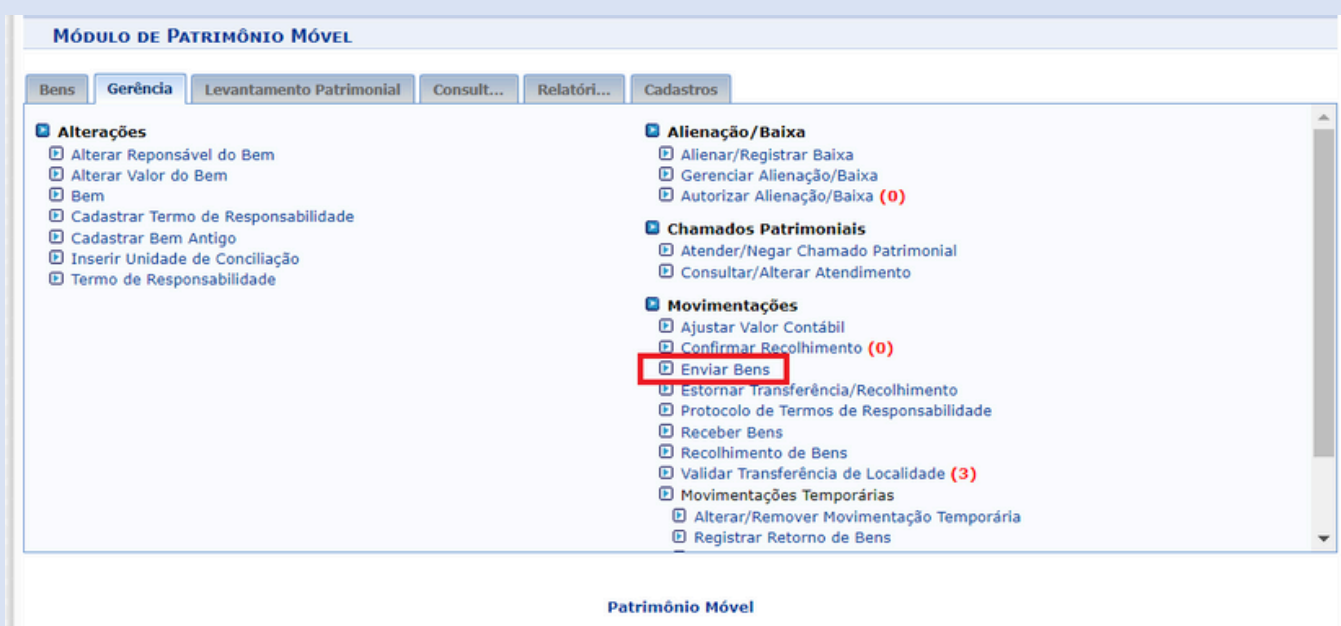 MÓDULO DE PATRIMÔNIO MÓVEL
Bens Gerência Levantamento Patrimonial Consult... Relatóri... Cadastros
Alterações
Alterar Reponsável do Bem
Alterar Valor do Bem
Bem
Cadastrar Termo de Responsabilidade
Cadastrar Bem Antigo
Inserir Unidade de Conciliação
Termo de Responsabilidade
Alienação/Baixa
Alienar/Registrar Baixa
Gerenciar Alienação/Baixa
Autorizar Alienação/Baixa (0)
Chamados Patrimoniais
Atender/Negar Chamado Patrimonial
Consultar/Alterar Atendimento
Movimentações
Ajustar Valor Contábil
Confirmar Recolhimento (0)
Enviar Bens
Estornar Transferência/Recolhimento
Protocolo de Termos de Responsabilidade
Receber Bens
Recolhimento de Bens
Validar Transferência de Localidade (3)
Movimentações Temporárias
Alterar/Remover Movimentação Temporária
Registrar Retorno de Bens
Patrimônio Móvel